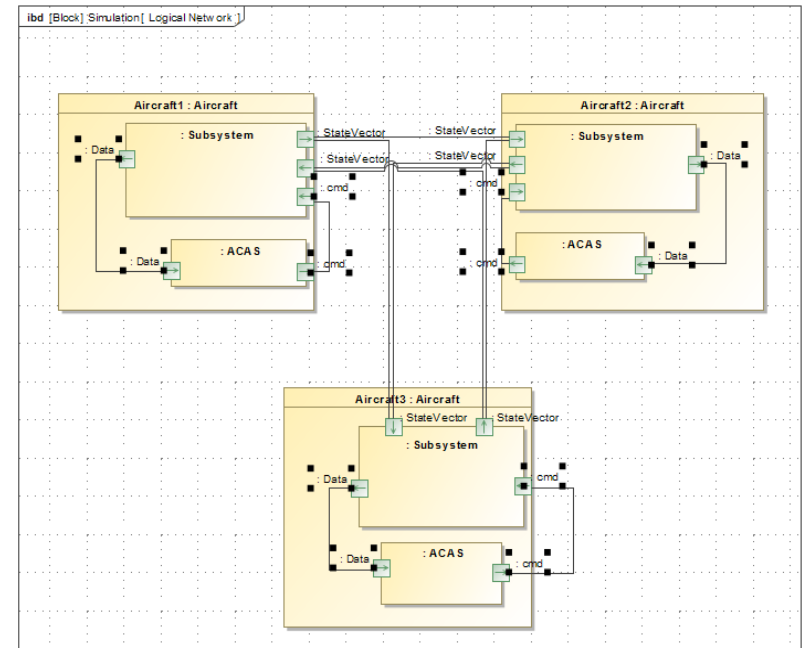 ibd [Block] Simulation[ Logical Network ]
Aircraft1 : Aircraft
: Subsystem
: Data
: StateVector
: StateVector
: cmd
: ACAS
: Data
: cmd
Aircraft2 : Aircraft
: StateVector
: Subsystem
: StateVector
: Data
: cmd
: ACAS
: cmd
: Data
Aircraft3 : Aircraft
: StateVector
: StateVector
: Subsystem
: Data
: cmd
: ACAS
: Data
: cmd